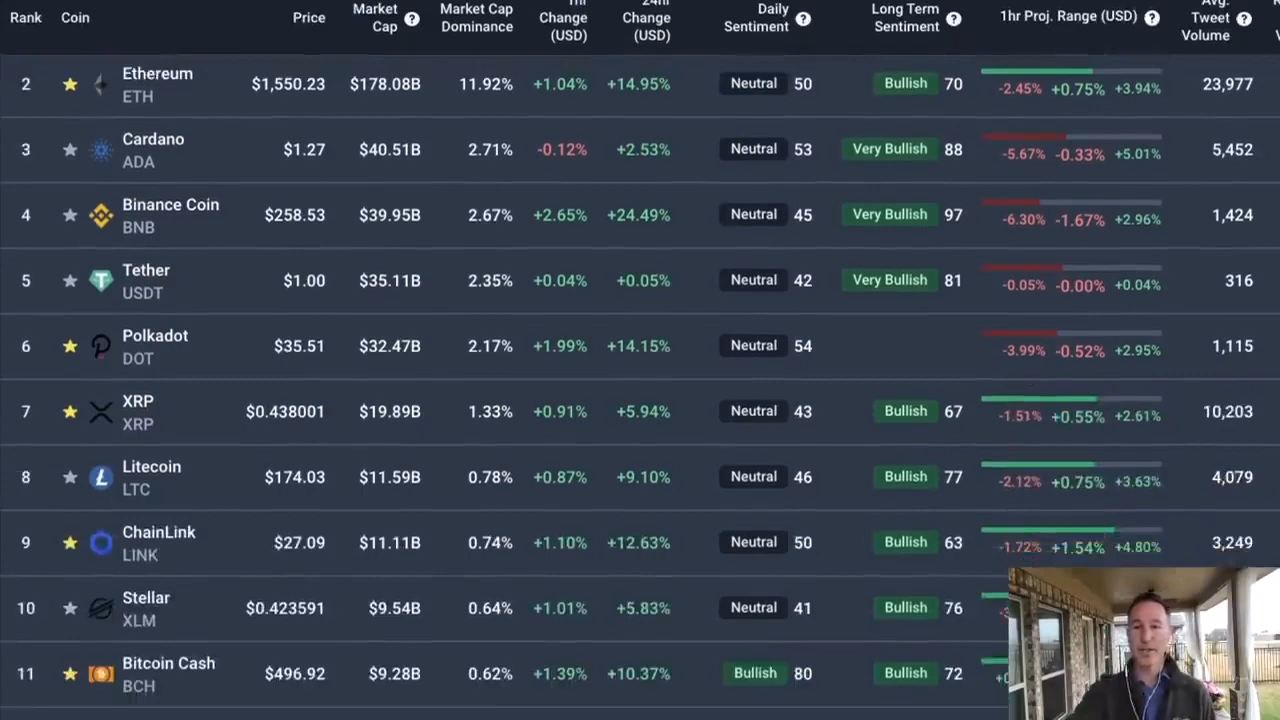 Rank Coin Price Market Cap Market Cap Dominance 1hr Change (USD) 24hr Change (USD) Daily Sentiment ? Long Term Sentiment ? 1hr Proj. Range (USD) ? Avg. Tweet Volume ?
2 Ethereum ETH $1,550.23 $178.08B 11.92% +1.04% +14.95% Neutral 50 Bullish 70 -2.45% +0.75% +3.94% 23,977
3 Cardano ADA $1.27 $40.51B 2.71% -0.12% +2.53% Neutral 53 Very Bullish 88 -5.67% -0.33% +5.01% 5,452
4 Binance Coin BNB $258.53 $39.95B 2.67% +2.65% +24.49% Neutral 45 Very Bullish 97 -6.30% -1.67% +2.96% 1,424
5 Tether USDT $1.00 $35.11B 2.35% +0.04% +0.05% Neutral 42 Very Bullish 81 -0.05% -0.00% +0.04% 316
6 Polkadot DOT $35.51 $32.47B 2.17% +1.99% +14.15% Neutral 54 -3.99% -0.52% +2.95% 1,115
7 XRP XRP $0.438001 $19.89B 1.33% +0.91% +5.94% Neutral 43 Bullish 67 -1.51% +0.55% +2.61% 10,203
8 Litecoin LTC $174.03 $11.59B 0.78% +0.87% +9.10% Neutral 46 Bullish 77 -2.12% +0.75% +3.63% 4,079
9 ChainLink LINK $27.09 $11.11B 0.74% +1.10% +12.63% Neutral 50 Bullish 63 -1.72% +1.54% +4.80% 3,249
10 Stellar XLM $0.423591 $9.54B 0.64% +1.01% +5.83% Neutral 41 Bullish 76
11 Bitcoin Cash BCH $496.92 $9.28B 0.62% +1.39% +10.37% Bullish 80 Bullish 72